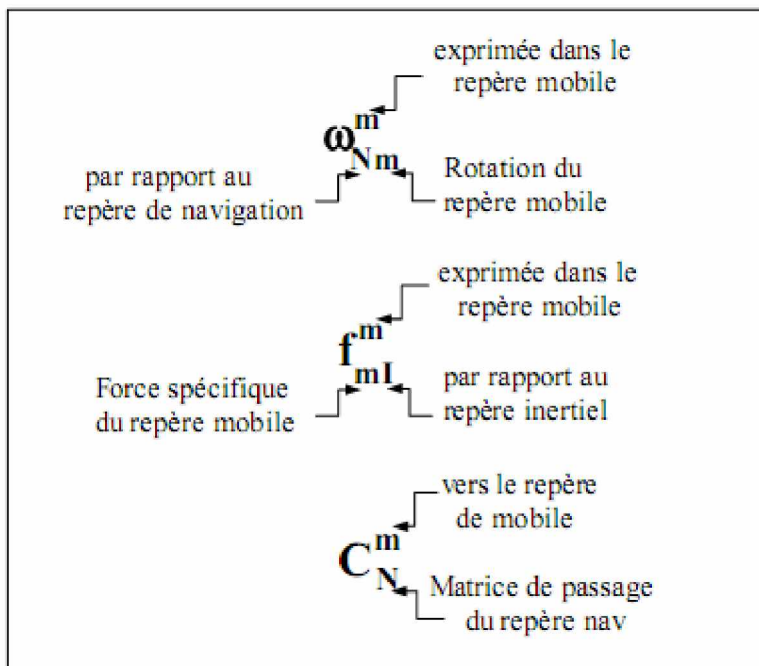 exprimée dans le
repère mobile
ω m Nm
par rapport au
repère de navigation
Rotation du
repère mobile
exprimée dans le
repère mobile
f m mI
Force spécifique
du repère mobile
par rapport au
repère inertiel
vers le repère
de mobile
C m N
Matrice de passage
du repère nav